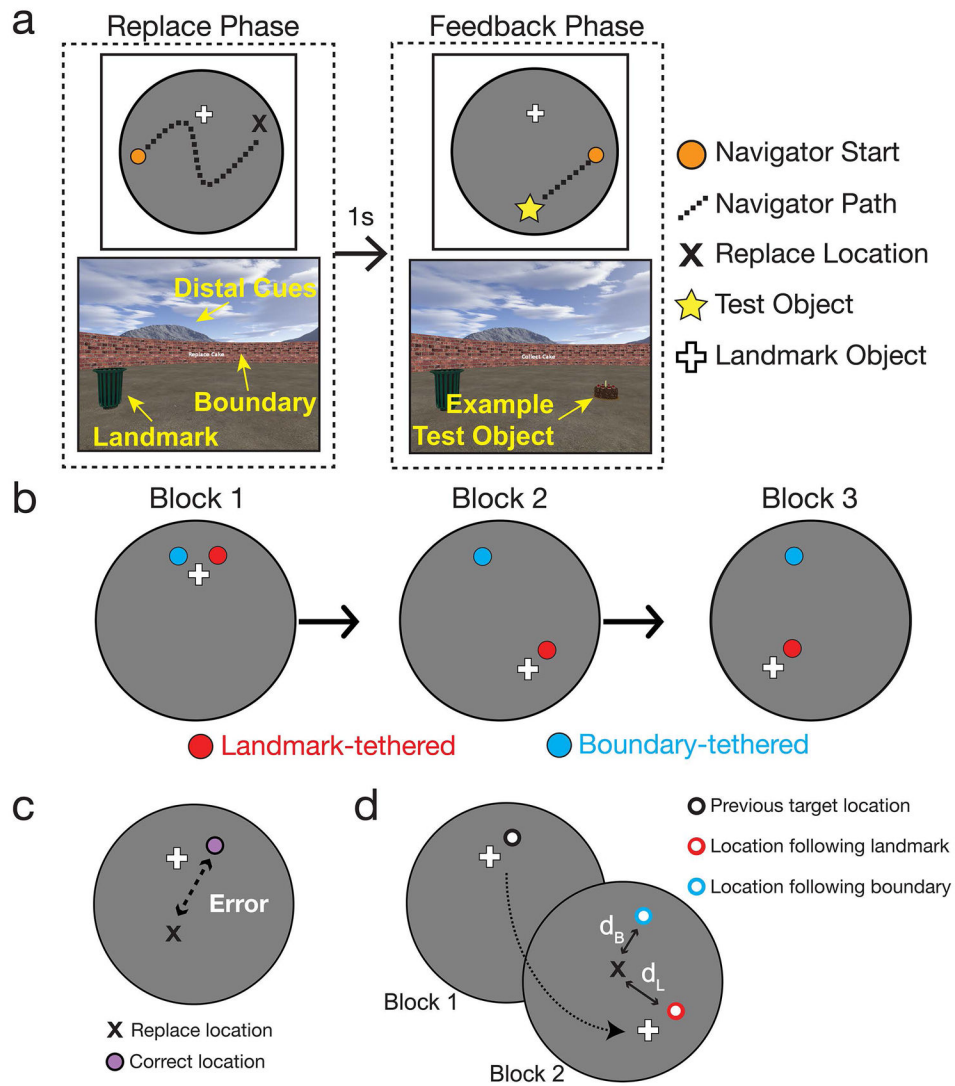 a
Replace Phase
Feedback Phase
X
1s
Distal Cues
Replace Cake
Boundary
Landmark
Collect Cake
Example
Test Object
Navigator Start
Navigator Path
X Replace Location
Test Object
Landmark Object
b
Block 1
Block 2
Block 3
Landmark-tethered
Boundary-tethered
c
Error
X
X Replace location
Correct location
d
Block 1
d_B
X
d_L
Block 2
Previous target location
Location following landmark
Location following boundary